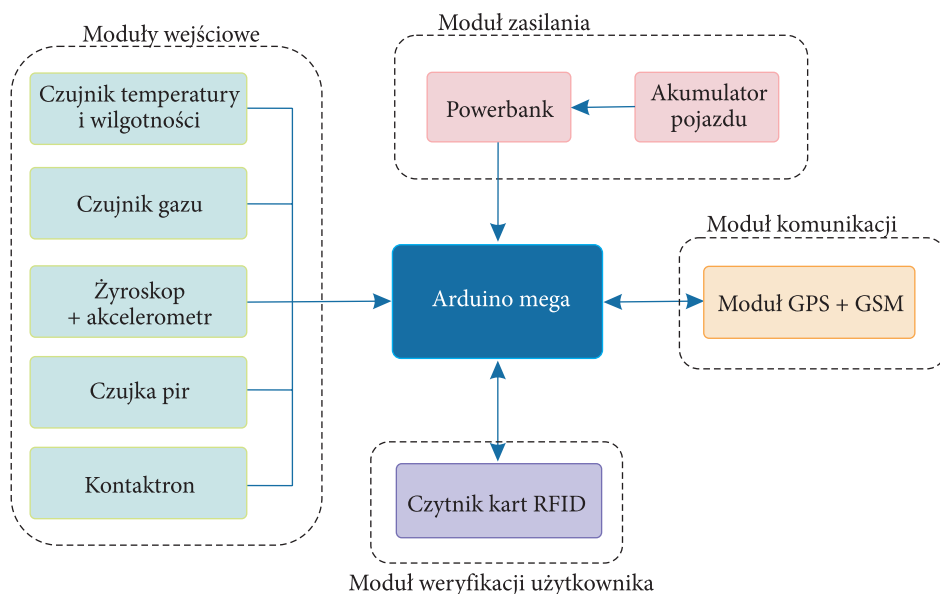 Moduły wejściowe
Czujnik temperatury
i wilgotności
Czujnik gazu
Żyroskop
+ akcelerometr
Czujka pir
Kontaktron
Moduł zasilania
Powerbank
Akumulator
pojazdu
Arduino mega
Moduł komunikacji
Moduł GPS + GSM
Czytnik kart RFID
Moduł weryfikacji użytkownika